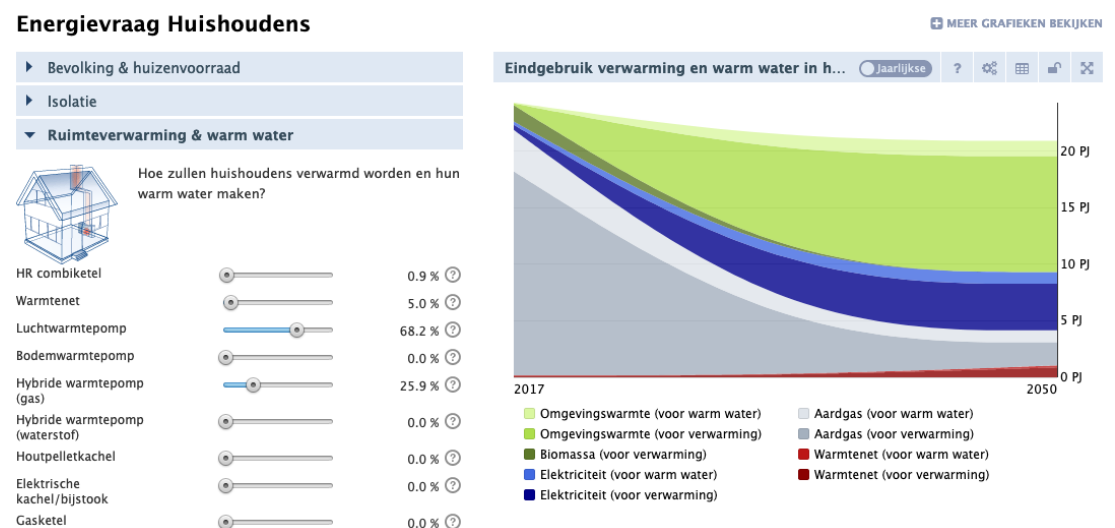 Energievraag Huishoudens
MEER GRAFIEKEN BEKIJKEN
Bevolking & huizenvoorraad
Isolatie
Ruimteverwarming & warm water
Hoe zullen huishoudens verwarmd worden en hun
warm water maken?
HR combiketel 0.9 % ?
Warmtenet 5.0 % ?
Luchtwarmtepomp 68.2 % ?
Bodemwarmtepomp 0.0 % ?
Hybride warmtepomp
(gas) 25.9 % ?
Hybride warmtepomp
(waterstof) 0.0 % ?
Houtpelletkachel 0.0 % ?
Elektrische
kachel/bijstook 0.0 % ?
Gasketel 0.0 % ?
Eindgebruik verwarming en warm water in h... Jaarlijkse ?
20 PJ
15 PJ
10 PJ
5 PJ
0 PJ
2017 2050
Omgevingswarmte (voor warm water)
Omgevingswarmte (voor verwarming)
Biomassa (voor verwarming)
Elektriciteit (voor warm water)
Elektriciteit (voor verwarming)
Aardgas (voor warm water)
Aardgas (voor verwarming)
Warmtenet (voor warm water)
Warmtenet (voor verwarming)